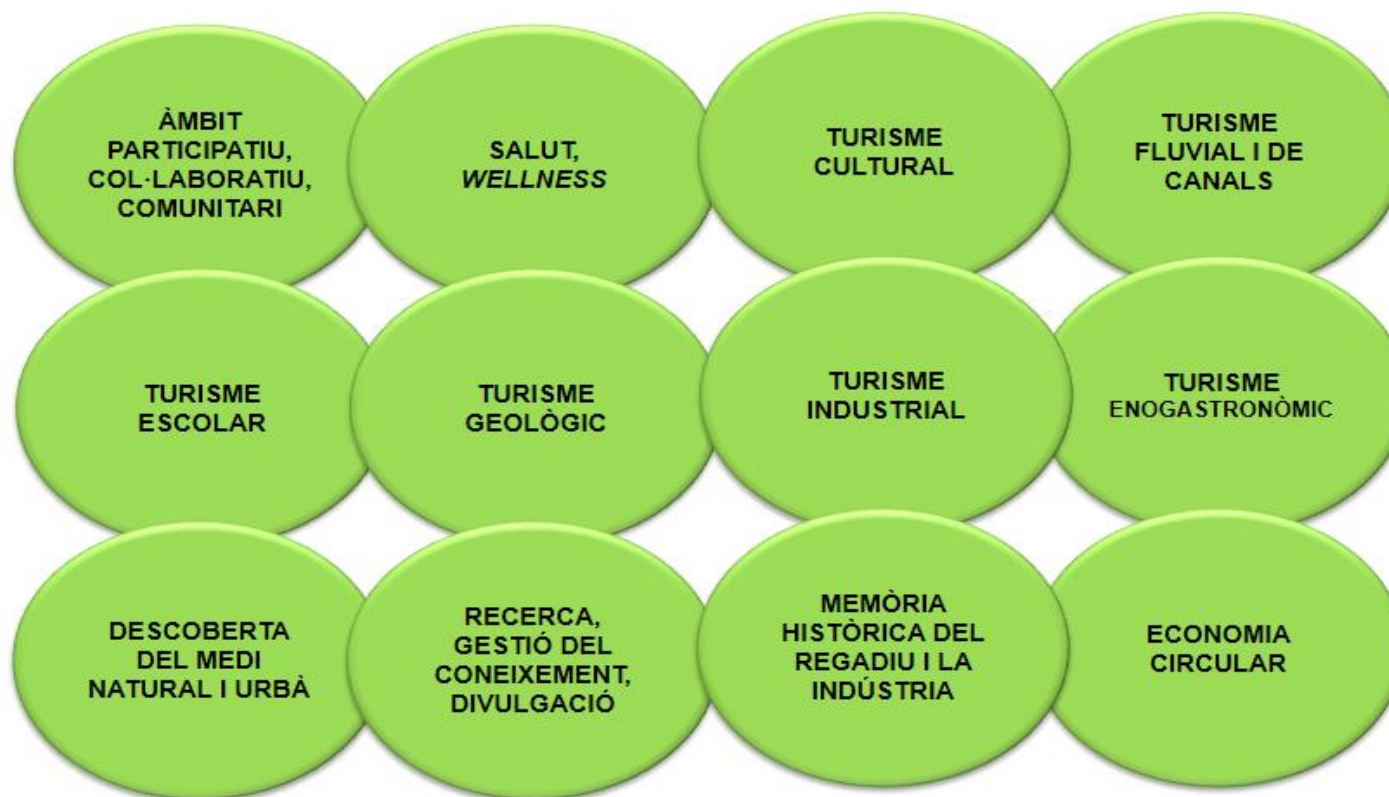 ÀMBIT
PARTICIPATIU,
COL·LABORATIU,
COMUNITARI
SALUT,
WELLNESS
TURISME
CULTURAL
TURISME
FLUVIAL I DE
CANALS
TURISME
ESCOLAR
TURISME
GEOLÒGIC
TURISME
INDUSTRIAL
TURISME
ENOGASTRONÒMIC
DESCOBERTA
DEL MEDI
NATURAL I URBÀ
RECERCA,
GESTIÓ DEL
CONEIXEMENT,
DIVULGACIÓ
MEMÒRIA
HISTÒRICA DEL
REGADIU I LA
INDÚSTRIA
ECONOMIA
CIRCULAR